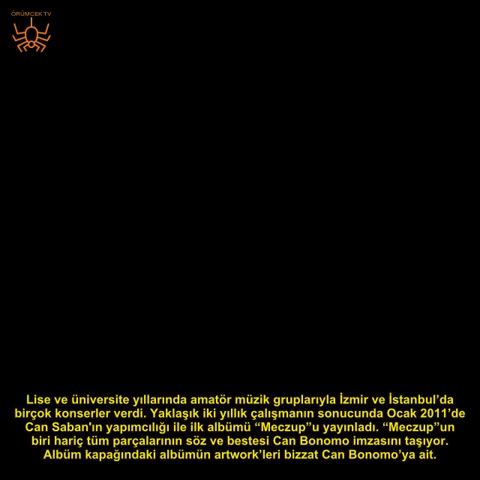 ÖRÜMCEK TV
Lise ve üniversite yıllarında amatör müzik gruplarıyla İzmir ve İstanbul’da
birçok konserler verdi. Yaklaşık iki yıllık çalışmanın sonucunda Ocak 2011’de
Can Saban'ın yapımcılığı ile ilk albümü “Meczup”u yayınladı. “Meczup”un
biri hariç tüm parçalarının söz ve bestesi Can Bonomo imzasını taşıyor.
Albüm kapağındaki albümün artwork’leri bizzat Can Bonomo’ya ait.